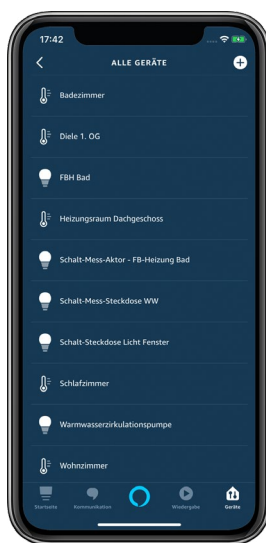 17:42
ALLE GERÄTE
Badezimmer
Diele 1. OG
FBH Bad
Heizungsraum Dachgeschoss
Schalt-Mess-Aktor - FB-Heizung Bad
Schalt-Mess-Steckdose WW
Schalt-Steckdose Licht Fenster
Schlafzimmer
Warmwasserzirkulationspumpe
Wohnzimmer
Startseite Kommunikation Wiedergabe Geräte